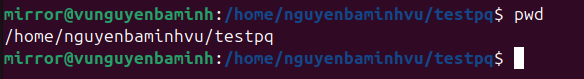 mirror@vunguyenbaminh:/home/nguyenbaminhvu/testpq$ pwd
/home/nguyenbaminhvu/testpq
mirror@vunguyenbaminh:/home/nguyenbaminhvu/testpq$